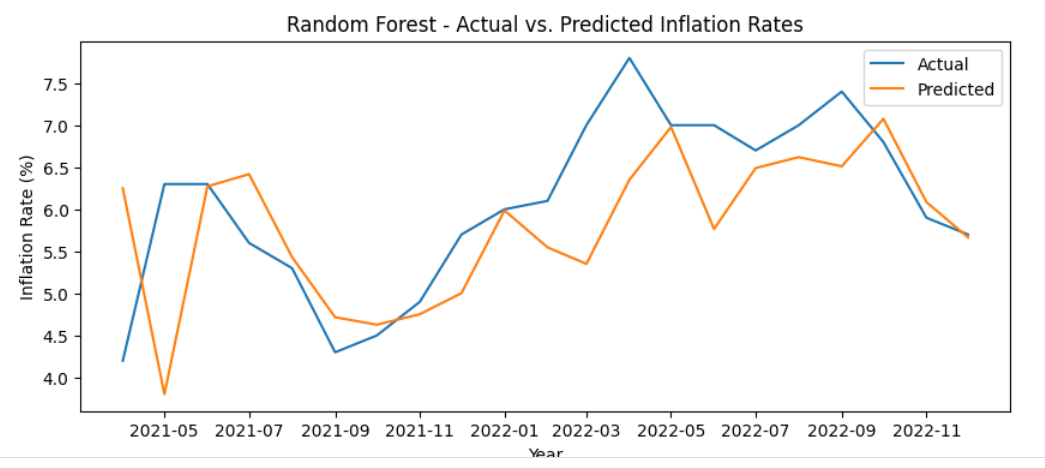 Random Forest - Actual vs. Predicted Inflation Rates
Actual
Predicted
Inflation Rate (%)
7.5
7.0
6.5
6.0
5.5
5.0
4.5
4.0
2021-05 2021-07 2021-09 2021-11 2022-01 2022-03 2022-05 2022-07 2022-09 2022-11
Year